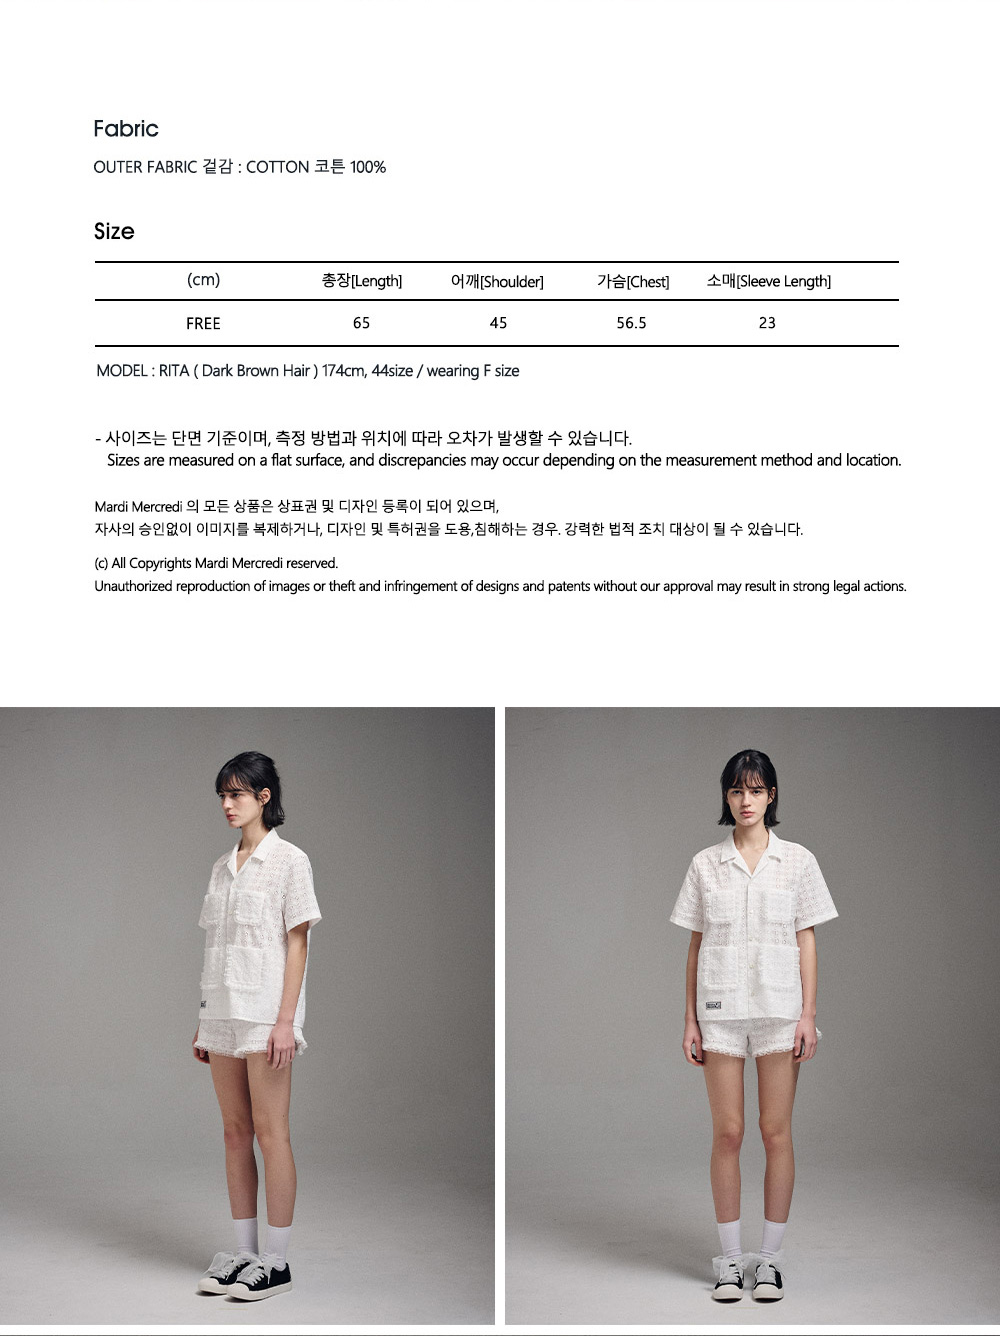 Fabric
OUTER FABRIC 겉감 : COTTON 코튼 100%
Size
(cm) 총장[Length] 어깨[Shoulder] 가슴[Chest] 소매[Sleeve Length]
FREE 65 45 56.5 23
MODEL : RITA ( Dark Brown Hair ) 174cm, 44size / wearing F size
- 사이즈는 단면 기준이며, 측정 방법과 위치에 따라 오차가 발생할 수 있습니다.
Sizes are measured on a flat surface, and discrepancies may occur depending on the measurement method and location.
Mardi Mercredi 의 모든 상품은 상표권 및 디자인 등록이 되어 있으며,
자사의 승인없이 이미지를 복제하거나, 디자인 및 특허권을 도용,침해하는 경우. 강력한 법적 조치 대상이 될 수 있습니다.
(c) All Copyrights Mardi Mercredi reserved.
Unauthorized reproduction of images or theft and infringement of designs and patents without our approval may result in strong legal actions.